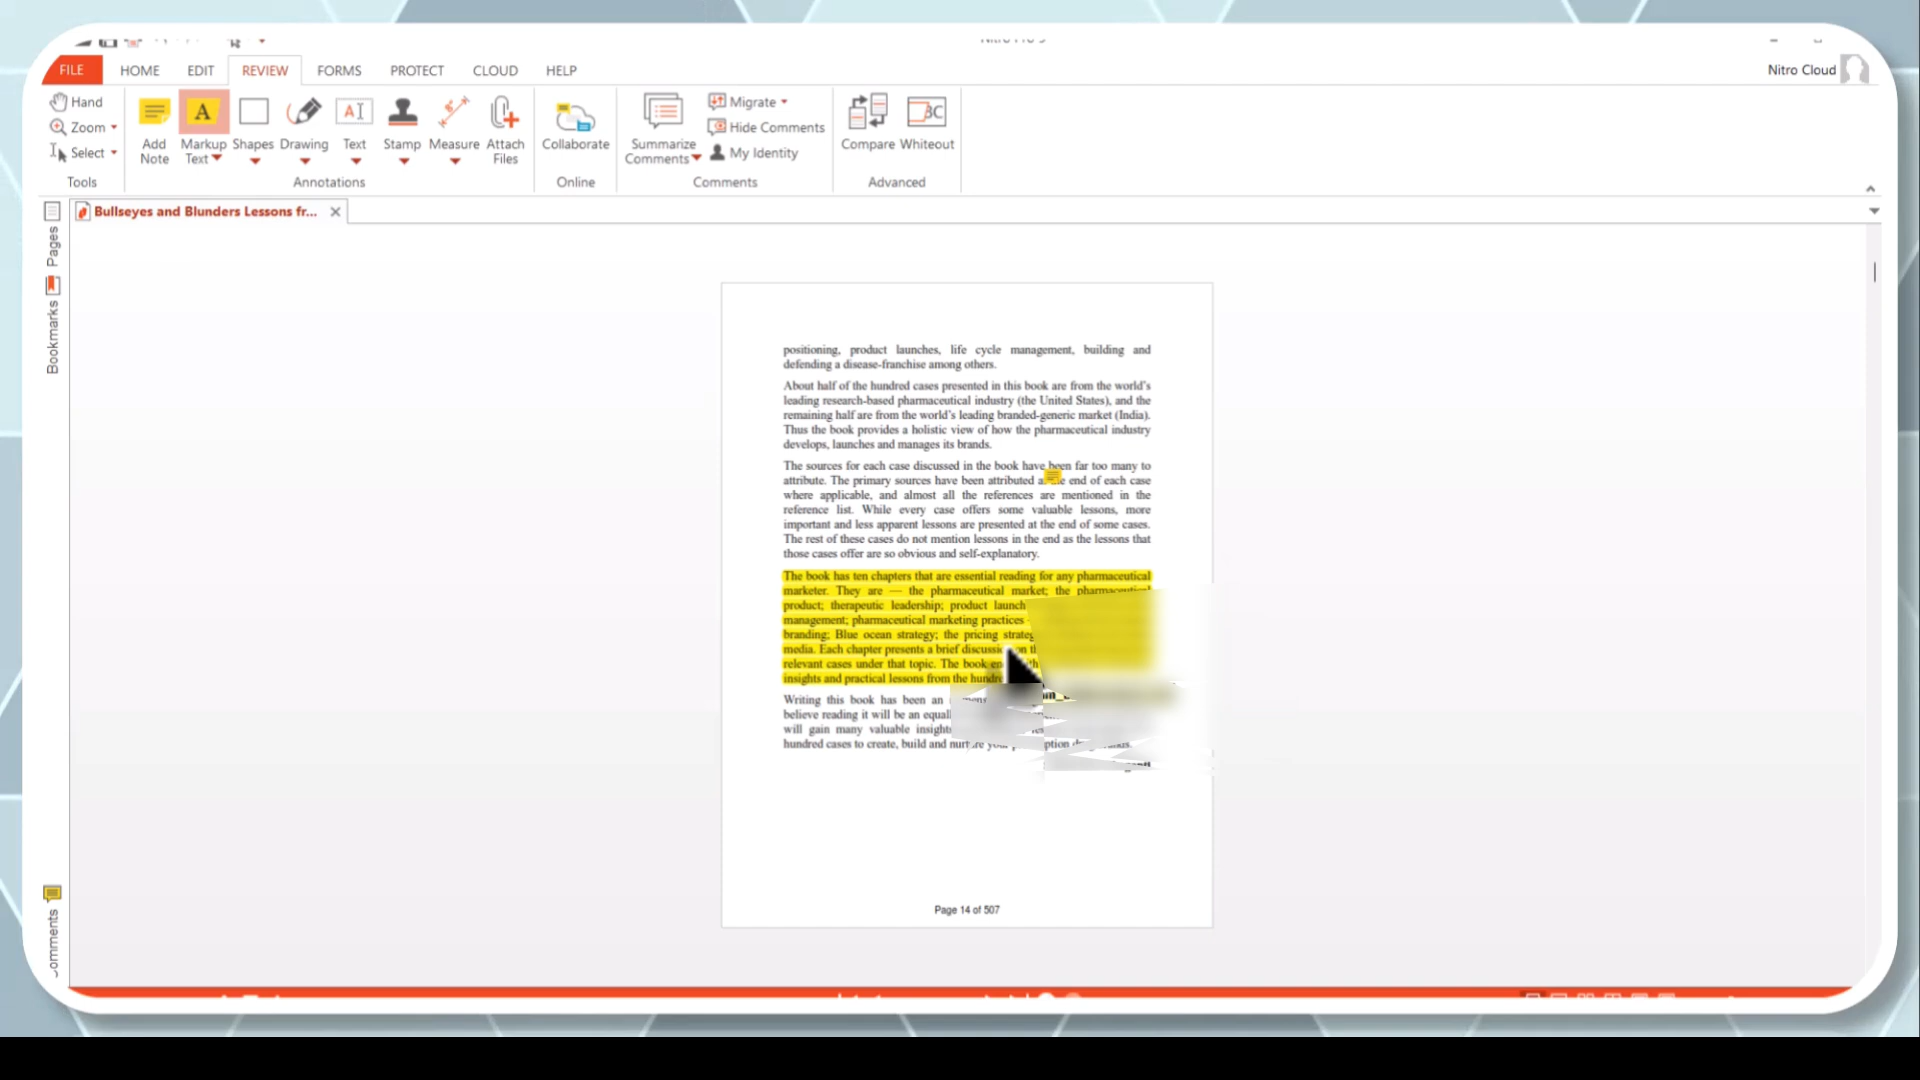 FILE HOME EDIT REVIEW FORMS PROTECT CLOUD HELP
Nitro Cloud
Hand
Zoom
Select
Tools
Add Note
Markup Text
Shapes
Drawing
Text
Stamp
Measure
Attach Files
Annotations
Collaborate
Online
Summarize Comments
Migrate
Hide Comments
My Identity
Comments
Compare
Whiteout
Advanced
Bullseyes and Blunders Lessons fr...
Pages
Bookmarks
positioning, product launches, life cycle management, building and
defending a disease-franchise among others.
About half of the hundred cases presented in this book are from the world's
leading research-based pharmaceutical industry (the United States), and the
remaining half are from the world's leading branded-generic market (India).
Thus the book provides a holistic view of how the pharmaceutical industry
develops, launches and manages its brands.
The sources for each case discussed in the book have been far too many to
attribute. The primary sources have been attributed end of each case
where applicable, and almost all the references are mentioned in the
reference list. While every case offers some valuable lessons, more
important and less apparent lessons are presented at the end of some cases.
The rest of these cases do not mention lessons in the end as the lessons that
those cases offer are so obvious and self-explanatory.
The book has ten chapters that are essential reading for any pharmaceutical
marketer. They are — the pharmaceutical market; the pharmaceutical
product; therapeutic leadership; product
management; pharmaceutical marketing practices
branding; Blue ocean strategy; the pricing
media. Each chapter presents a brief
relevant cases under that topic. The book
insights and practical lessons from the
Writing this book has been an
believe reading it will be an
will gain many valuable
hundred cases to create, build and nurture
Page 14 of 507